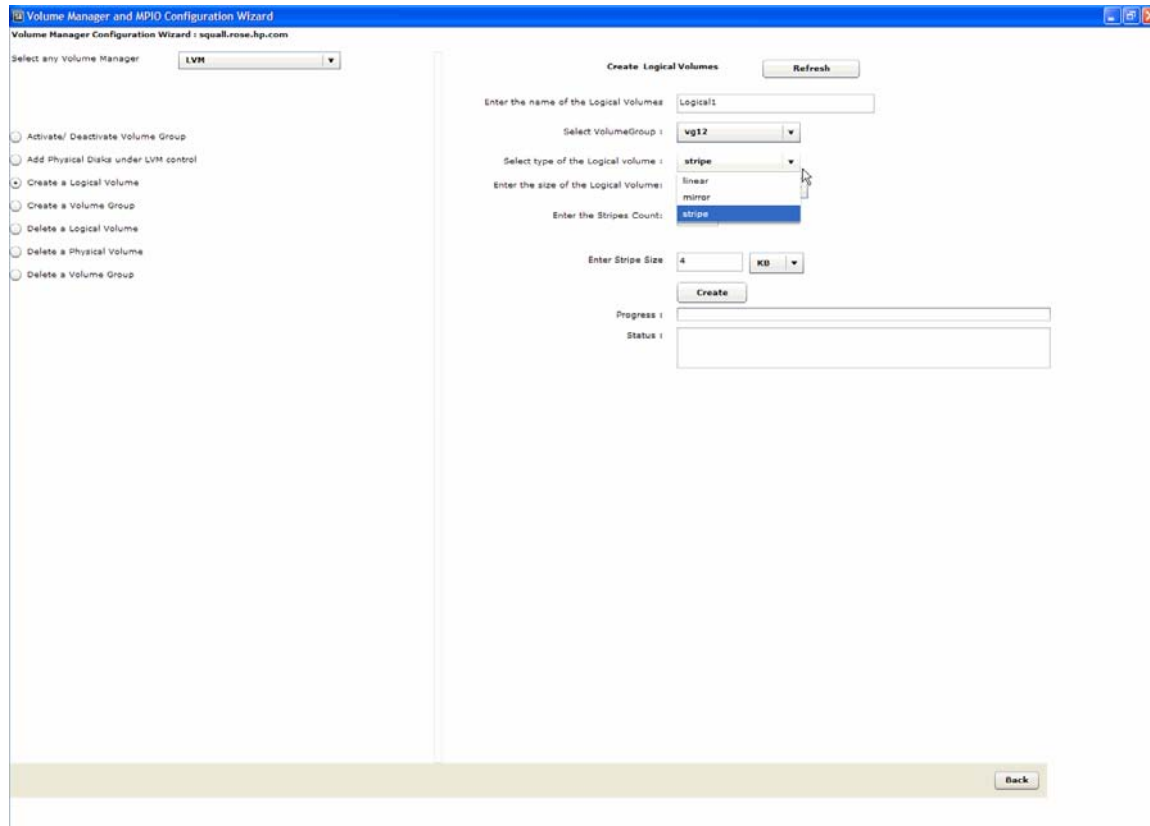 Volume Manager and MPIO Configuration Wizard
Volume Manager Configuration Wizard : squall.rose.hp.com
Select any Volume Manager
LVM
Activate/ Deactivate Volume Group
Add Physical Disks under LVM control
Create a Logical Volume
Create a Volume Group
Delete a Logical Volume
Delete a Physical Volume
Delete a Volume Group
Create Logical Volumes
Refresh
Enter the name of the Logical Volumes
Logical1
Select VolumeGroup :
vg12
Select type of the Logical volume :
stripe
linear
mirror
stripe
Enter the size of the Logical Volume:
Enter the Stripes Count:
Enter Stripe Size
4
KB
Create
Progress :
Status :
Back